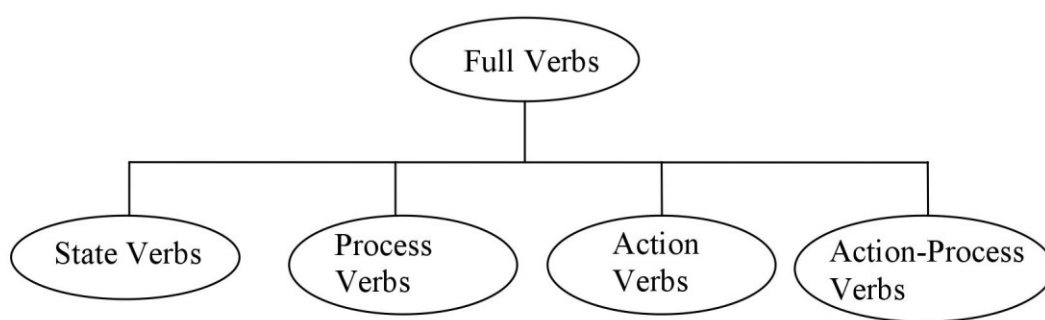 Full Verbs
State Verbs
Process
Verbs
Action
Verbs
Action-Process
Verbs